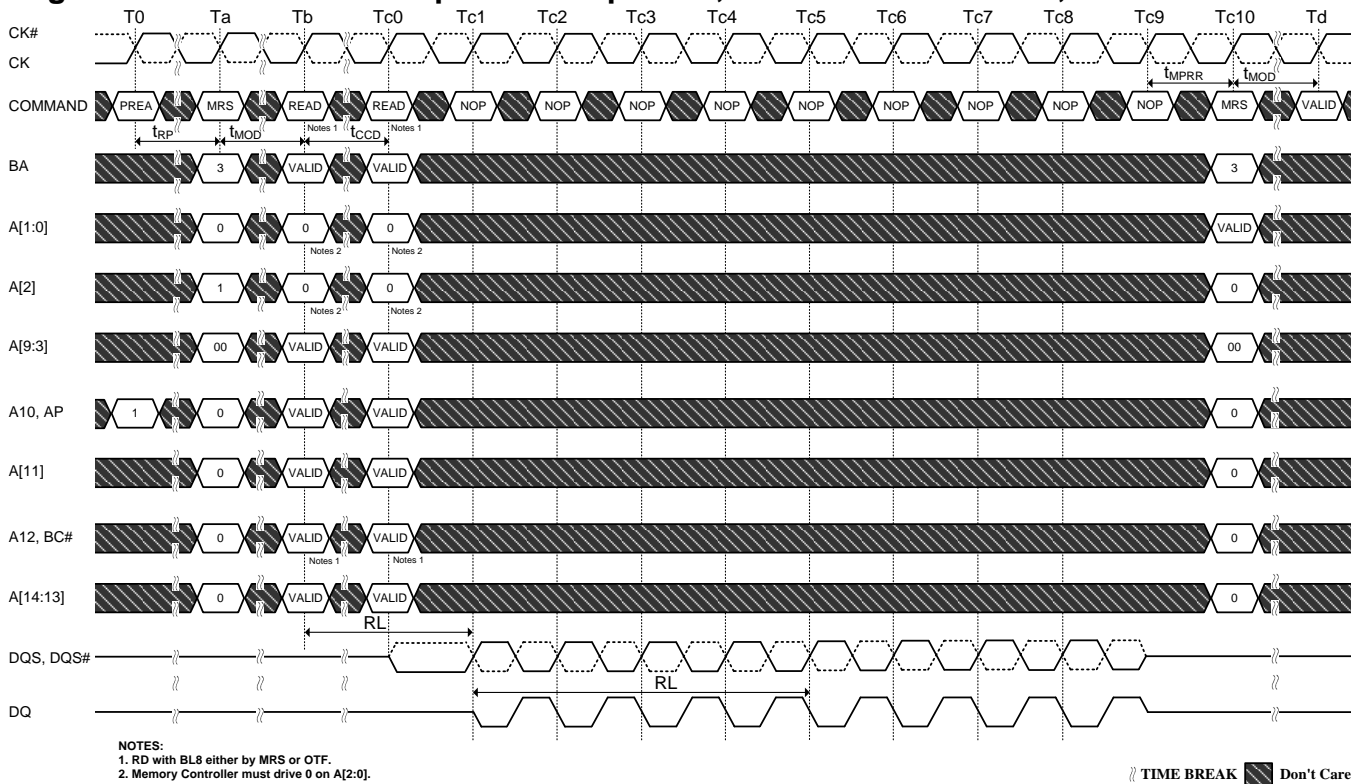 T0 Ta Tb Tc0 Tc1 Tc2 Tc3 Tc4 Tc5 Tc6 Tc7 Tc8 Tc9 Tc10 Td
CK#
CK
tMPRR tMOD
COMMAND PREA MRS READ READ NOP NOP NOP NOP NOP NOP NOP NOP NOP MRS VALID
Notes 1 Notes 1
tRP tMOD tCCD
BA 3 VALID VALID 3
A[1:0] 0 0 0 VALID
Notes 2 Notes 2
A[2] 1 0 0 0
Notes 2 Notes 2
A[9:3] 00 VALID VALID 00
A10, AP 1 0 VALID VALID 0
A[11] 0 VALID VALID 0
A12, BC# 0 VALID VALID 0
Notes 1 Notes 1
A[14:13] 0 VALID VALID 0
RL
DQS, DQS#
RL
DQ
NOTES:
1. RD with BL8 either by MRS or OTF.
2. Memory Controller must drive 0 on A[2:0].
TIME BREAK Don't Care